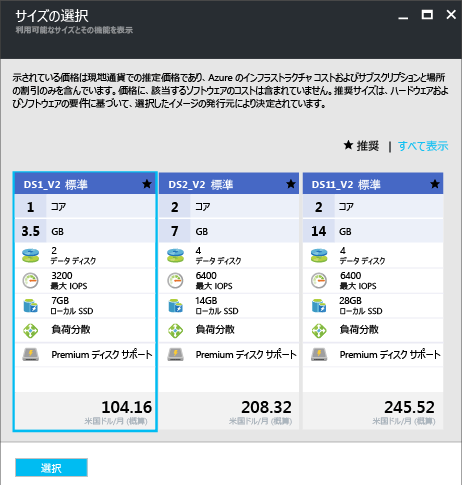 サイズの選択
利用可能なサイズとその機能を表示
示されている価格は現地通貨での推定価格であり、Azure のインフラストラクチャ コストおよびサブスクリプションと場所
の割引のみを含んでいます。価格に、該当するソフトウェアのコストは含まれていません。推奨サイズは、ハードウェアおよ
びソフトウェアの要件に基づいて、選択したイメージの発行元により決定されています。
★ 推奨 | すべて表示
DS1_V2 標準 ★
1 コア
3.5 GB
2
データ ディスク
3200
最大 IOPS
7GB
ローカル SSD
負荷分散
Premium ディスク サポート
104.16
米国ドル/月 (概算)
DS2_V2 標準 ★
2 コア
7 GB
4
データ ディスク
6400
最大 IOPS
14GB
ローカル SSD
負荷分散
Premium ディスク サポート
208.32
米国ドル/月 (概算)
DS11_V2 標準 ★
2 コア
14 GB
4
データ ディスク
6400
最大 IOPS
28GB
ローカル SSD
負荷分散
Premium ディスク サポート
245.52
米国ドル/月 (概算)
選択